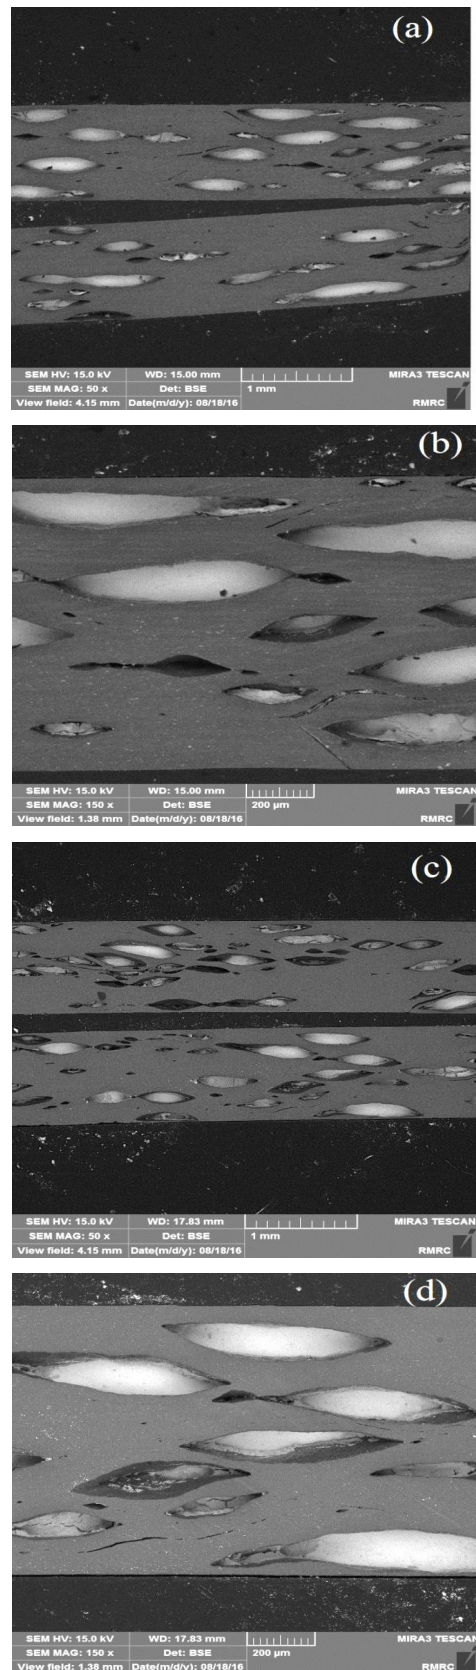 (a)
SEM HV: 15.0 kV WD: 15.00 mm MIRA3 TESCAN
SEM MAG: 50 x Det: BSE 1 mm
View field: 4.15 mm Date(m/d/y): 08/18/16 RMRC
(b)
SEM HV: 15.0 kV WD: 15.00 mm MIRA3 TESCAN
SEM MAG: 150 x Det: BSE 200 µm
View field: 1.38 mm Date(m/d/y): 08/18/16 RMRC
(c)
SEM HV: 15.0 kV WD: 17.83 mm MIRA3 TESCAN
SEM MAG: 50 x Det: BSE 1 mm
View field: 4.15 mm Date(m/d/y): 08/18/16 RMRC
(d)
SEM HV: 15.0 kV WD: 17.83 mm MIRA3 TESCAN
SEM MAG: 150 x Det: BSE 200 µm
View field: 1.38 mm Date(m/d/y): 08/18/16 RMRC